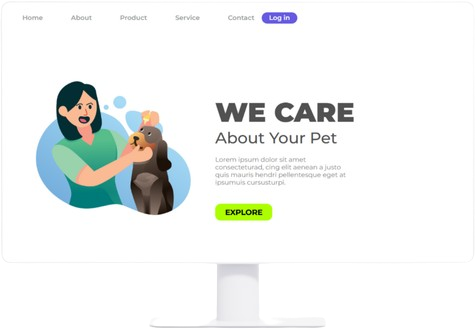 Home About Product Service Contact Log in
WE CARE
About Your Pet
Lorem ipsum dolor sit amet
consecteturad, cing elit aenean a justo
quis mauris hendri pellentesque eget at
ipsumuis cursusturpi.
EXPLORE